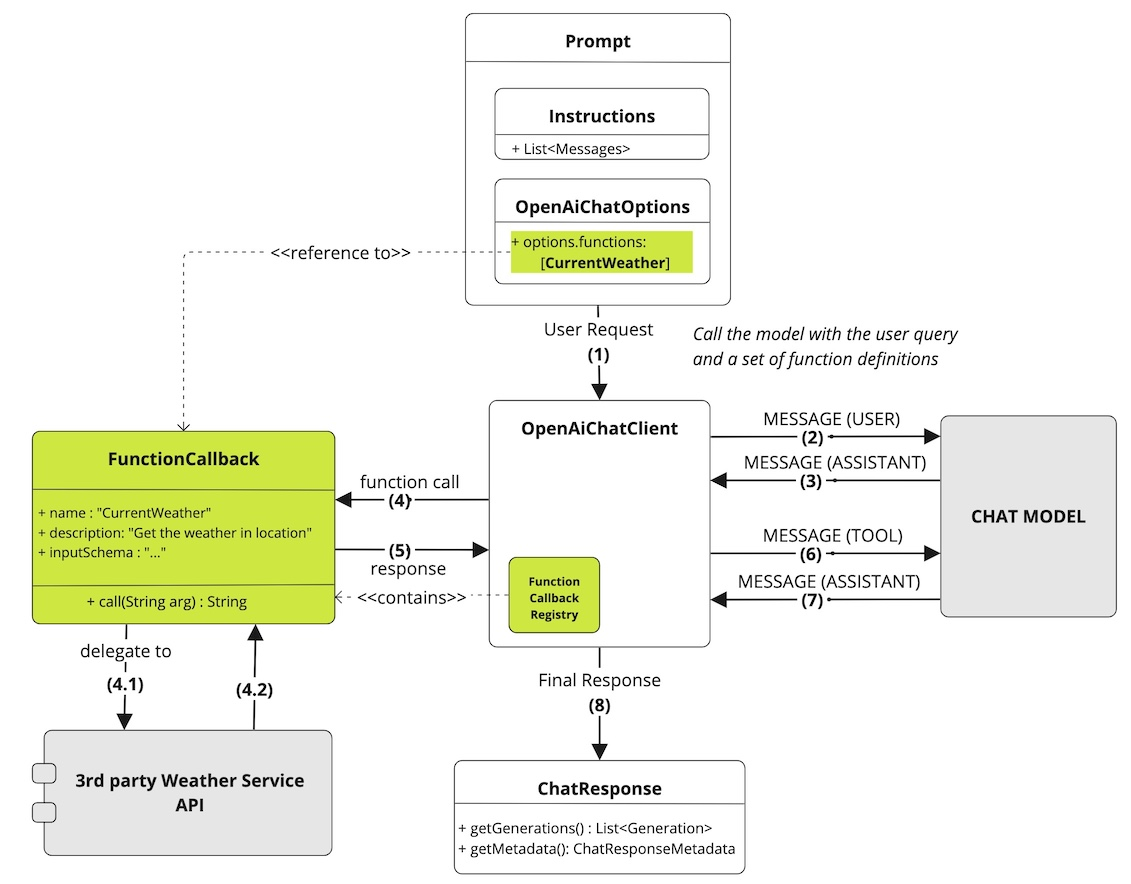 Prompt
Instructions
+ List<Messages>
OpenAiChatOptions
+ options.functions:
[CurrentWeather]
<<reference to>>
User Request
(1)
Call the model with the user query
and a set of function definitions
FunctionCallback
+ name : "CurrentWeather"
+ description: "Get the weather in location"
+ inputSchema : "..."
+ call(String arg) : String
function call
(4)
(5)
response
<<contains>>
OpenAiChatClient
Function
Callback
Registry
MESSAGE (USER)
(2)
MESSAGE (ASSISTANT)
(3)
MESSAGE (TOOL)
(6)
MESSAGE (ASSISTANT)
(7)
CHAT MODEL
delegate to
(4.1)
(4.2)
3rd party Weather Service
API
Final Response
(8)
ChatResponse
+ getGenerations() : List<Generation>
+ getMetadata(): ChatResponseMetadata